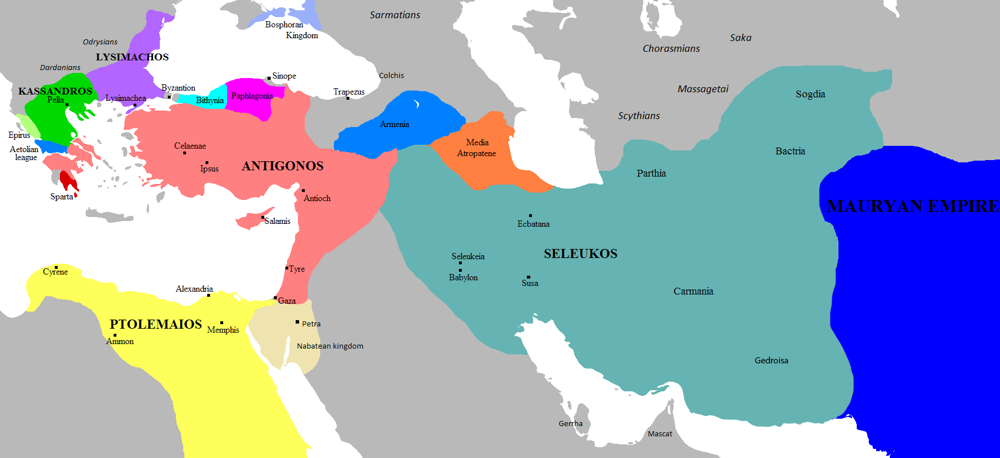 Sarmatians
Bosphoran
Kingdom
Saka
Odrysians
Chorasmians
LYSIMACHOS
Dardanians
Sinope
Colchis
KASSANDROS
Byzantion
Massagetai
Trapezus
Sogdia
Pella
Lysimachea
Bithynia
Paphlagonia
Scythians
Armenia
Epirus
Media
Atropatene
Aetolian
league
Celaenae
Bactria
Ipsus
ANTIGONOS
Parthia
Sparta
Antioch
MAURYAN EMPIRE
Salamis
Ecbatana
SELEUKOS
Seleukeia
Babylon
Tyre
Cyrene
Susa
Alexandria
Carmania
Gaza
PTOLEMAIOS
Memphis
Petra
Ammon
Nabatean kingdom
Gedroisa
Gerrha
Mascat